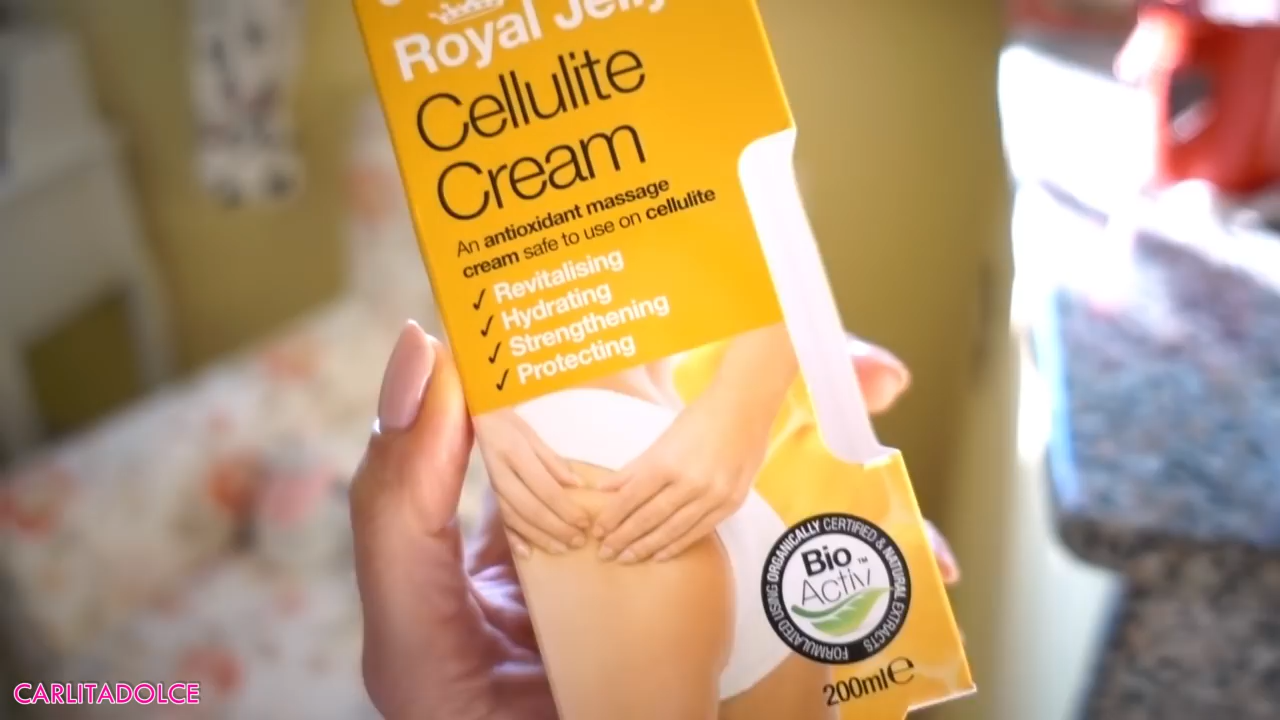 Royal Jelly
Cellulite
Cream
An antioxidant massage
cream safe to use on cellulite
✓ Revitalising
✓ Hydrating
✓ Strengthening
✓ Protecting
FORMULATED USING ORGANICALLY CERTIFIED & NATURAL EXTRACTS
Bio™
Activ
200ml℮
CARLITADOLCE